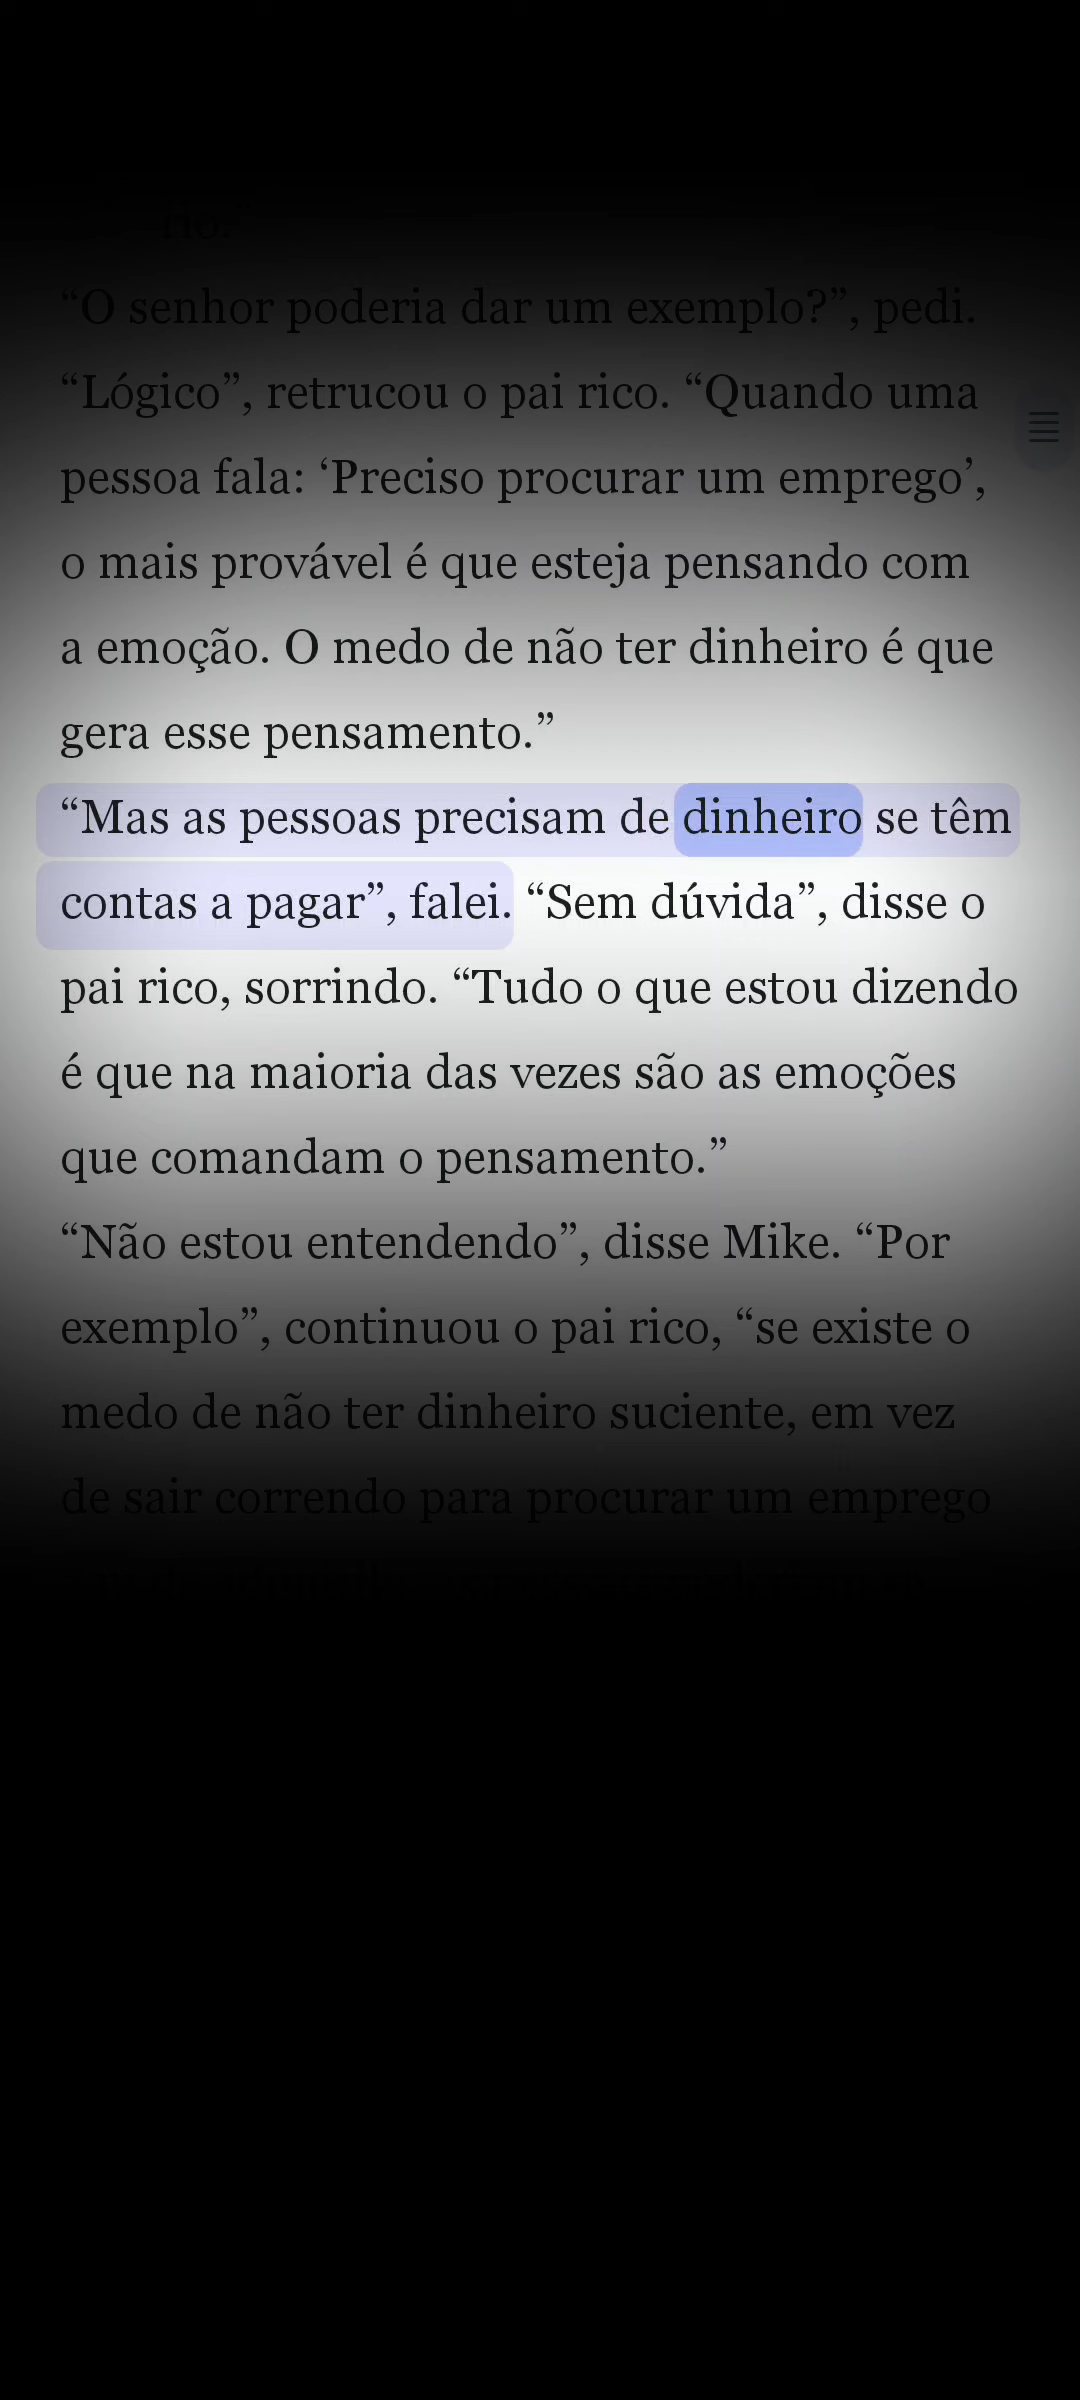 rio.”
“O senhor poderia dar um exemplo?”, pedi.
“Lógico”, retrucou o pai rico. “Quando uma
pessoa fala: ‘Preciso procurar um emprego’,
o mais provável é que esteja pensando com
a emoção. O medo de não ter dinheiro é que
gera esse pensamento.”
“Mas as pessoas precisam de dinheiro se têm
contas a pagar”, falei. “Sem dúvida”, disse o
pai rico, sorrindo. “Tudo o que estou dizendo
é que na maioria das vezes são as emoções
que comandam o pensamento.”
“Não estou entendendo”, disse Mike. “Por
exemplo”, continuou o pai rico, “se existe o
medo de não ter dinheiro suciente, em vez
de sair correndo para procurar um emprego